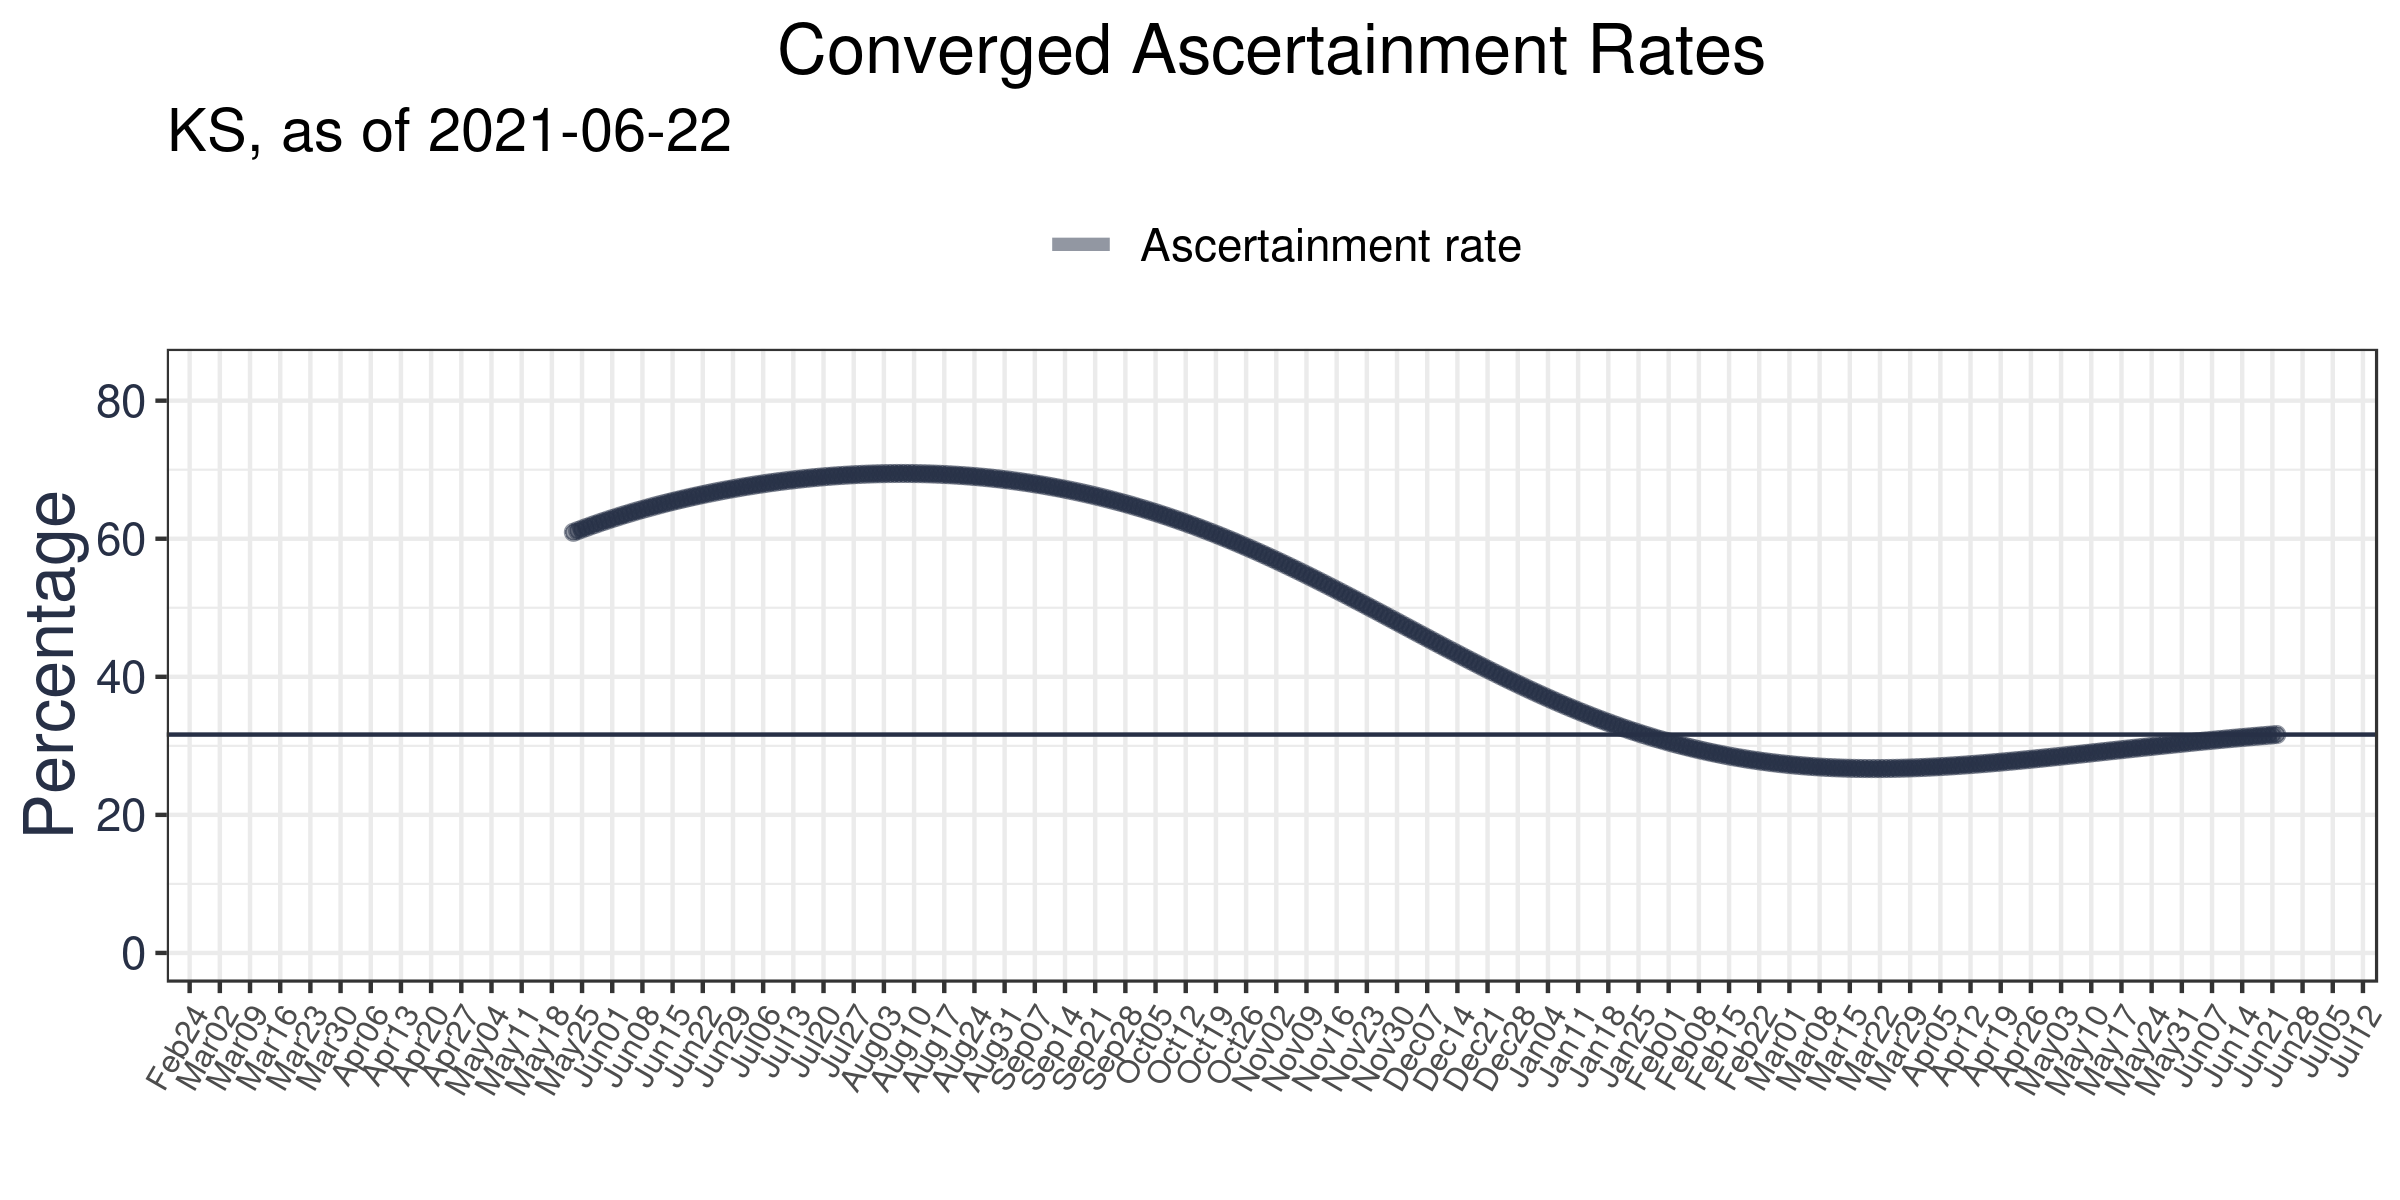 Converged Ascertainment Rates
KS, as of 2021-06-22
Ascertainment rate
Percentage
80
60
40
20
0
Feb24
Mar02
Mar09
Mar16
Mar23
Mar30
Apr06
Apr13
Apr20
Apr27
May04
May11
May18
May25
Jun01
Jun08
Jun15
Jun22
Jun29
Jul06
Jul13
Jul20
Jul27
Aug03
Aug10
Aug17
Aug24
Aug31
Sep07
Sep14
Sep21
Sep28
Oct05
Oct12
Oct19
Oct26
Nov02
Nov09
Nov16
Nov23
Nov30
Dec07
Dec14
Dec21
Dec28
Jan04
Jan11
Jan18
Jan25
Feb01
Feb08
Feb15
Feb22
Mar01
Mar08
Mar15
Mar22
Mar29
Apr05
Apr12
Apr19
Apr26
May03
May10
May17
May24
May31
Jun07
Jun14
Jun21
Jun28
Jul05
Jul12